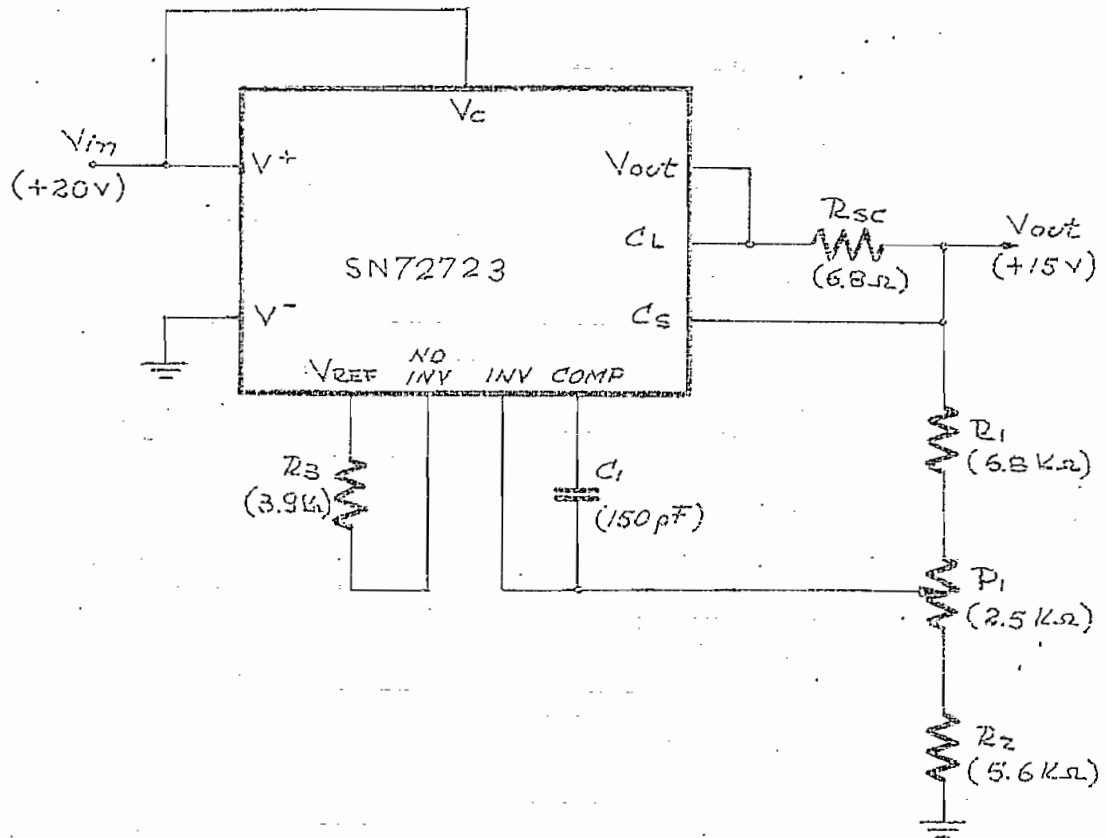 Vc
Vin
(+20V)
V+
Vout
CL
Rsc
(6.8Ω)
Vout
(+15V)
SN72723
V-
CS
VREF
NO
INV
INV
COMP
R3
(3.9K)
C1
(150pF)
R1
(6.8KΩ)
P1
(2.5KΩ)
R2
(5.6KΩ)